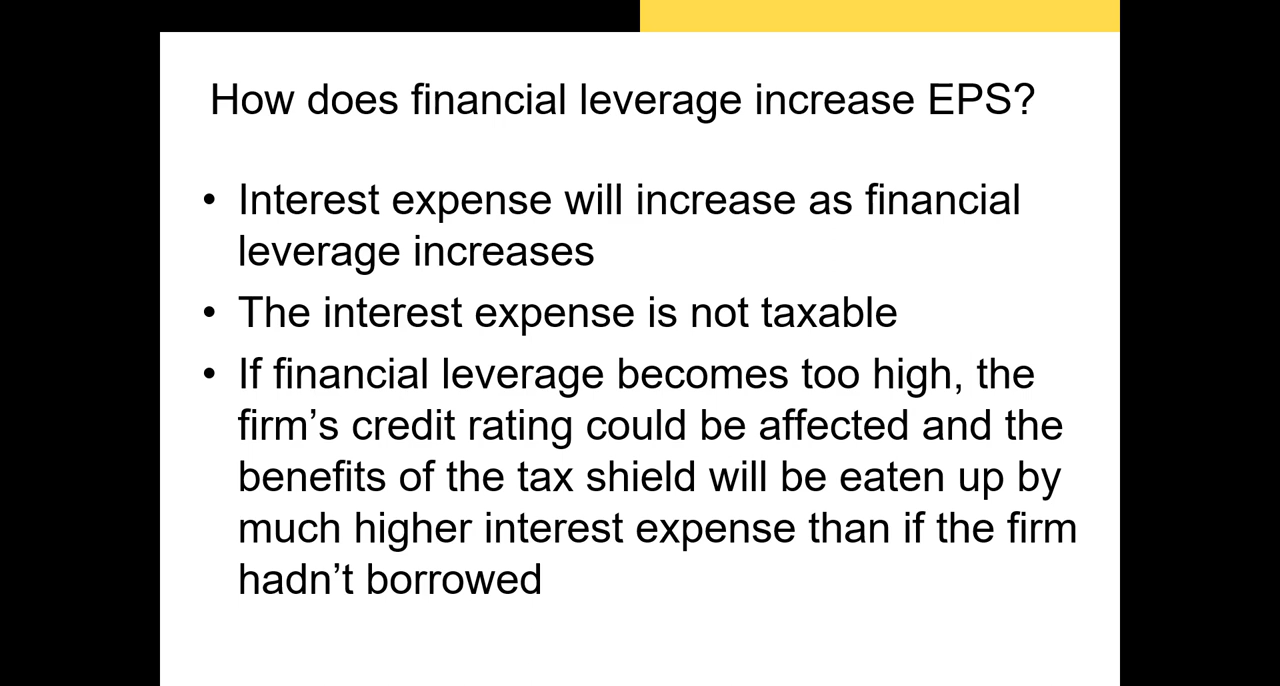 How does financial leverage increase EPS?
• Interest expense will increase as financial
leverage increases
• The interest expense is not taxable
• If financial leverage becomes too high, the
firm’s credit rating could be affected and the
benefits of the tax shield will be eaten up by
much higher interest expense than if the firm
hadn’t borrowed